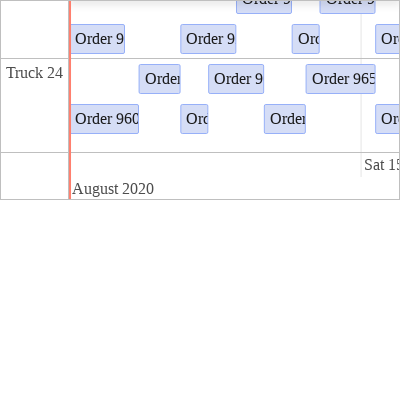 Order 9 Order 9
Order 9 Order 9 Orc Or
Truck 24 Order Order 9 Order 965
Order 960 Orc Order Or
Sat 15
August 2020